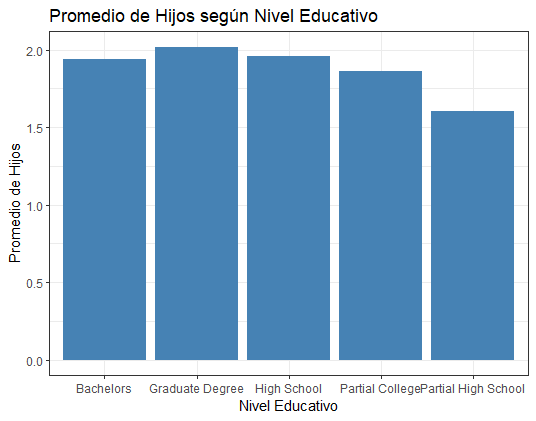 Promedio de Hijos según Nivel Educativo
Promedio de Hijos
2.0
1.5
1.0
0.5
0.0
Bachelors Graduate Degree High School Partial College Partial High School
Nivel Educativo